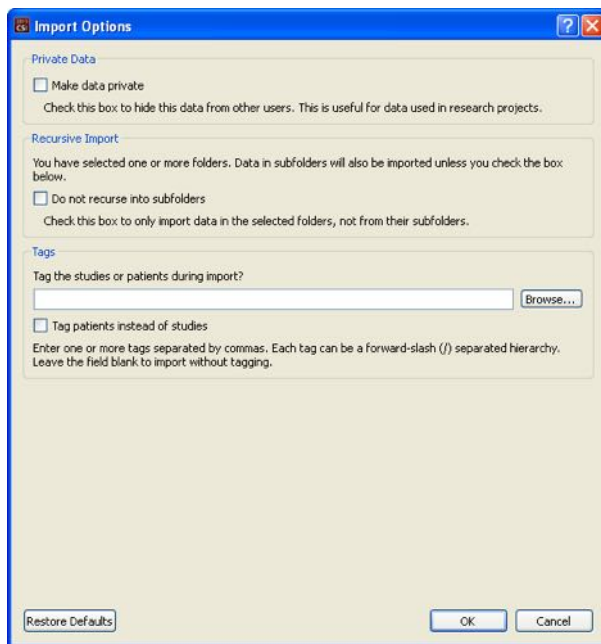 Import Options
Private Data
Make data private
Check this box to hide this data from other users. This is useful for data used in research projects.
Recursive Import
You have selected one or more folders. Data in subfolders will also be imported unless you check the box
below.
Do not recurse into subfolders
Check this box to only import data in the selected folders, not from their subfolders.
Tags
Tag the studies or patients during import?
Browse...
Tag patients instead of studies
Enter one or more tags separated by commas. Each tag can be a forward-slash (/) separated hierarchy.
Leave the field blank to import without tagging.
Restore Defaults
OK
Cancel